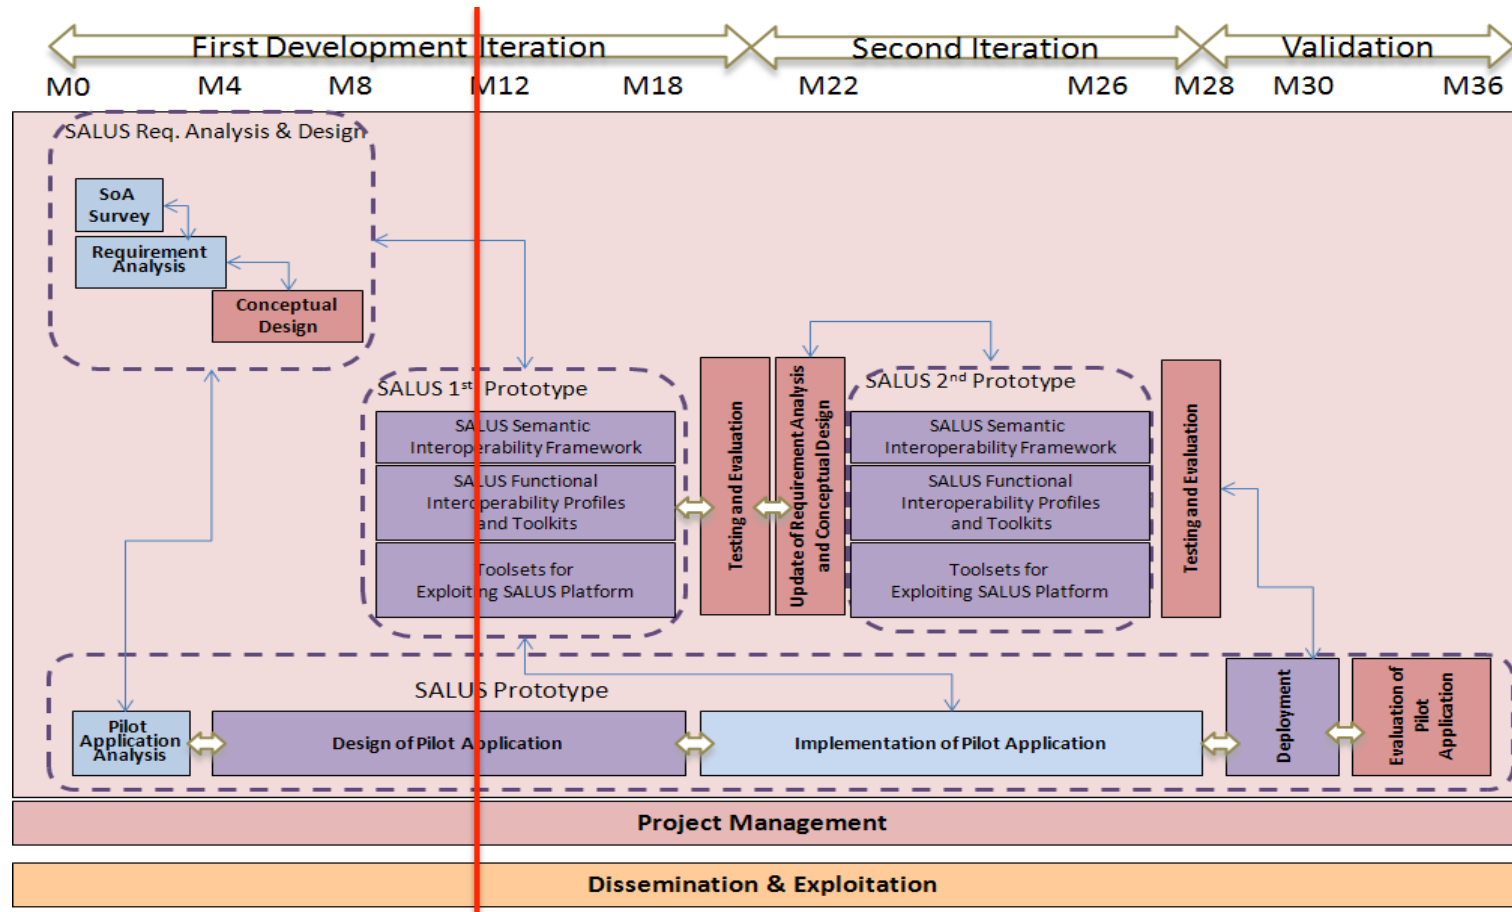 First Development Iteration
Second Iteration
Validation
M0 M4 M8 M12 M18 M22 M26 M28 M30 M36
SALUS Req. Analysis & Design
SoA
Survey
Requirement
Analysis
Conceptual
Design
SALUS 1st Prototype
SALUS Semantic
Interoperability Framework
SALUS Functional
Interoperability Profiles
and Toolkits
Toolsets for
Exploiting SALUS Platform
Testing and Evaluation
Update of Requirement Analysis
and Conceptual Design
SALUS 2nd Prototype
SALUS Semantic
Interoperability Framework
SALUS Functional
Interoperability Profiles
and Toolkits
Toolsets for
Exploiting SALUS Platform
Testing and Evaluation
SALUS Prototype
Pilot
Application
Analysis
Design of Pilot Application
Implementation of Pilot Application
Deployment
Evaluation of
Pilot
Application
Project Management
Dissemination & Exploitation